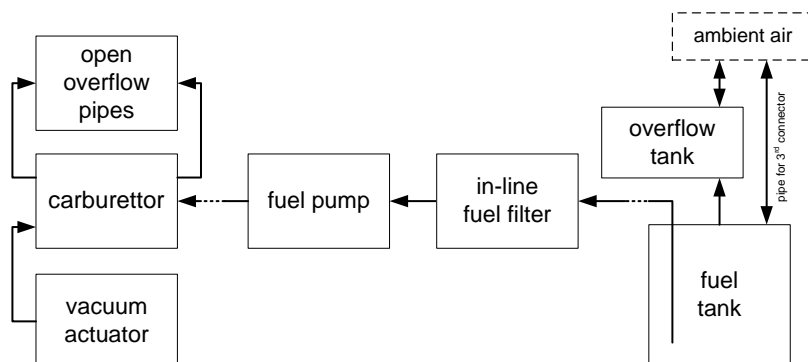 open
overflow
pipes
ambient air
overflow
tank
pipe for 3rd connector
carburettor
fuel pump
in-line
fuel filter
vacuum
actuator
fuel
tank